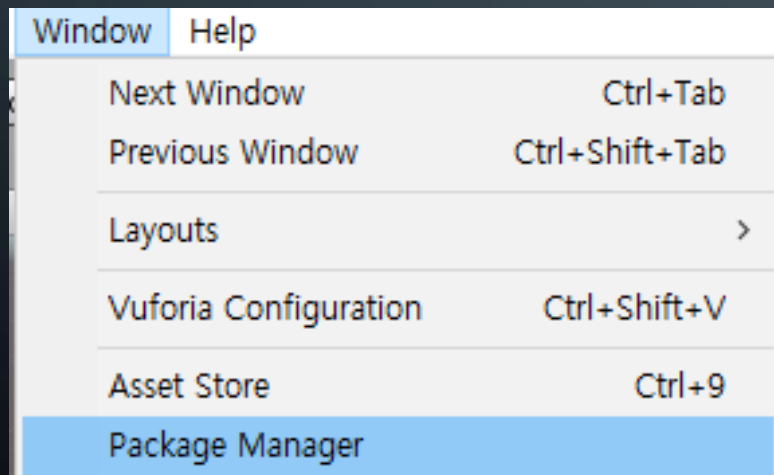 Window Help
Next Window Ctrl+Tab
Previous Window Ctrl+Shift+Tab
Layouts
Vuforia Configuration Ctrl+Shift+V
Asset Store Ctrl+9
Package Manager